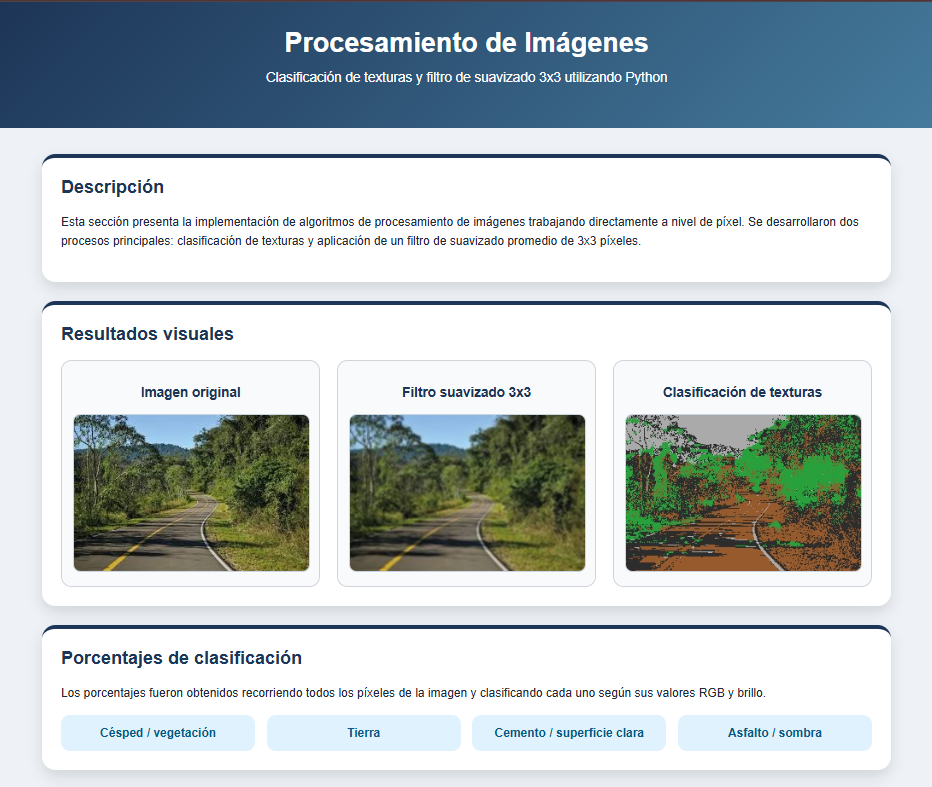 Procesamiento de Imágenes
Clasificación de texturas y filtro de suavizado 3x3 utilizando Python
Descripción
Esta sección presenta la implementación de algoritmos de procesamiento de imágenes trabajando directamente a nivel de píxel. Se desarrollaron dos
procesos principales: clasificación de texturas y aplicación de un filtro de suavizado promedio de 3x3 píxeles.
Resultados visuales
Imagen original
Filtro suavizado 3x3
Clasificación de texturas
Porcentajes de clasificación
Los porcentajes fueron obtenidos recorriendo todos los píxeles de la imagen y clasificando cada uno según sus valores RGB y brillo.
Césped / vegetación
Tierra
Cemento / superficie clara
Asfalto / sombra